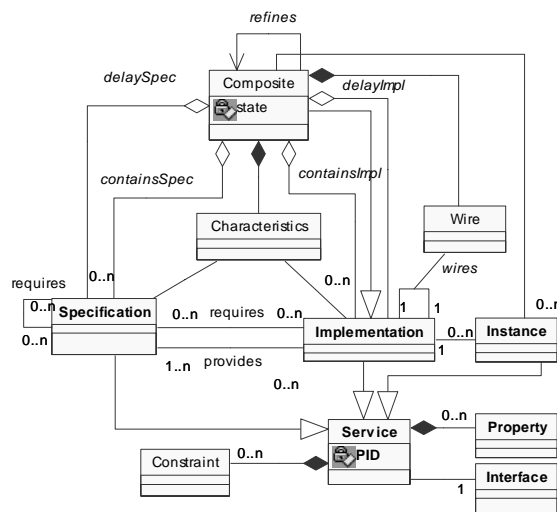 refines
delaySpec
Composite
delayImpl
state
containsSpec
containsImpl
Characteristics
Wire
wires
requires
0..n
0..n
0..n
0..n
Specification
0..n
requires
0..n
Implementation
1
1
0..n
Instance
0..n
provides
1..n
1
0..n
Service
0..n
Property
Constraint
0..n
PID
Interface
1